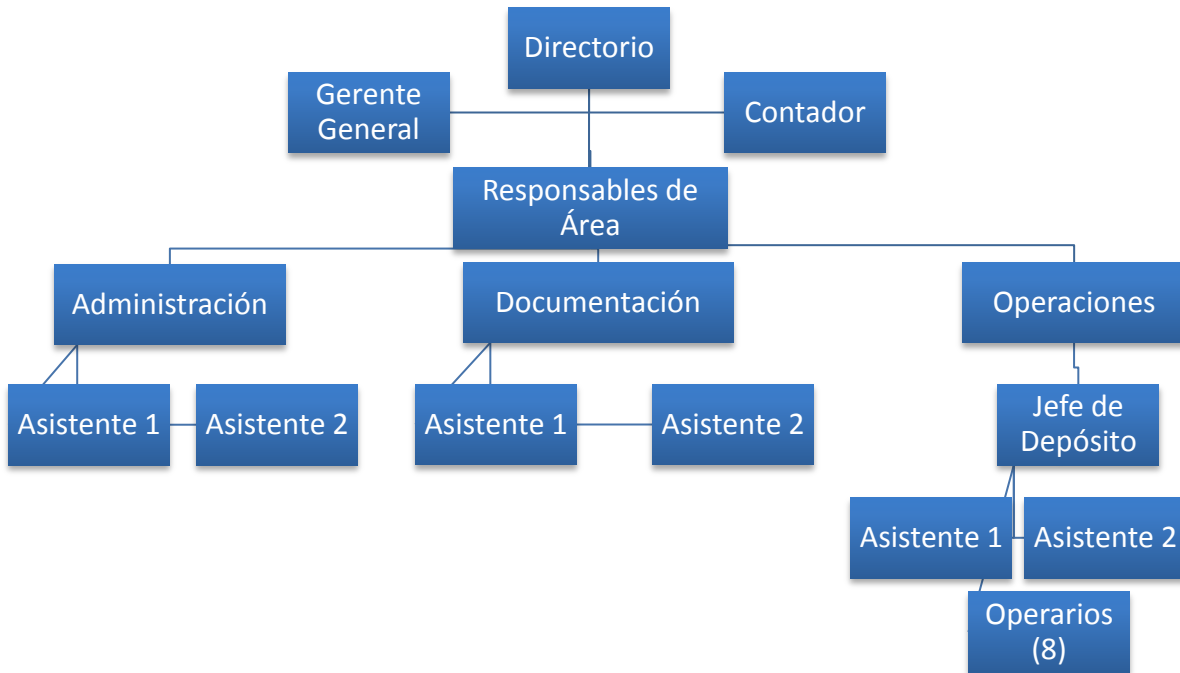 Directorio
Gerente
General
Contador
Responsables de
Área
Administración
Documentación
Operaciones
Asistente 1
Asistente 2
Asistente 1
Asistente 2
Jefe de
Depósito
Asistente 1
Asistente 2
Operarios
(8)